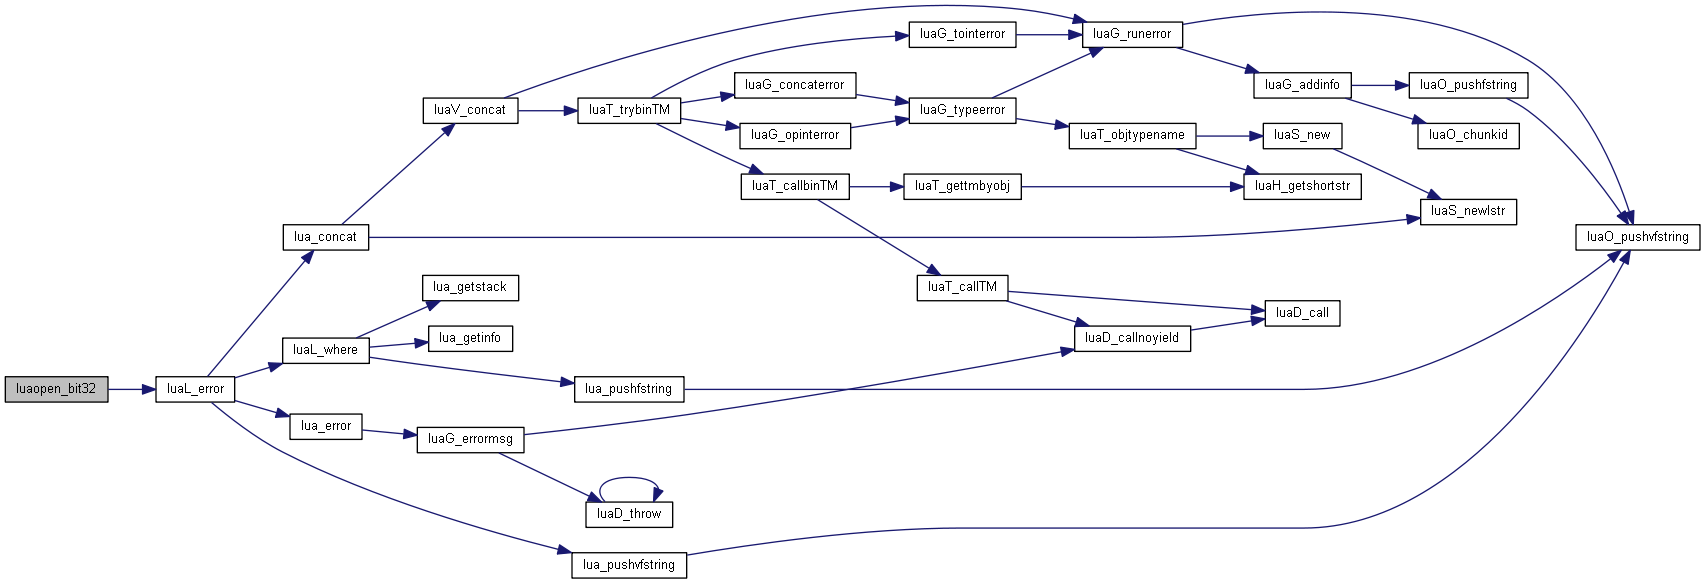 luaopen_bit32
luaL_error
lua_concat
luaL_where
lua_error
luaV_concat
lua_getstack
lua_getinfo
lua_pushfstring
luaG_errormsg
luaD_throw
lua_pushvfstring
luaT_trybinTM
luaG_tointerror
luaG_concaterror
luaG_opinterror
luaT_callbinTM
luaG_typeerror
luaT_gettmbyobj
luaT_callTM
luaG_runerror
luaT_objtypename
luaD_callnoyield
luaG_addinfo
luaS_new
luaH_getshortstr
luaD_call
luaO_pushfstring
luaO_chunkid
luaS_newlstr
luaO_pushvfstring